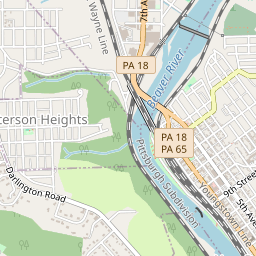 Wayne Line
7th A
PA 18
Beaver River
terson Heights
PA 18
PA 65
Pittsburgh Subdivision
9th Street
5th Ave
Youngstown Line
Darlington Road